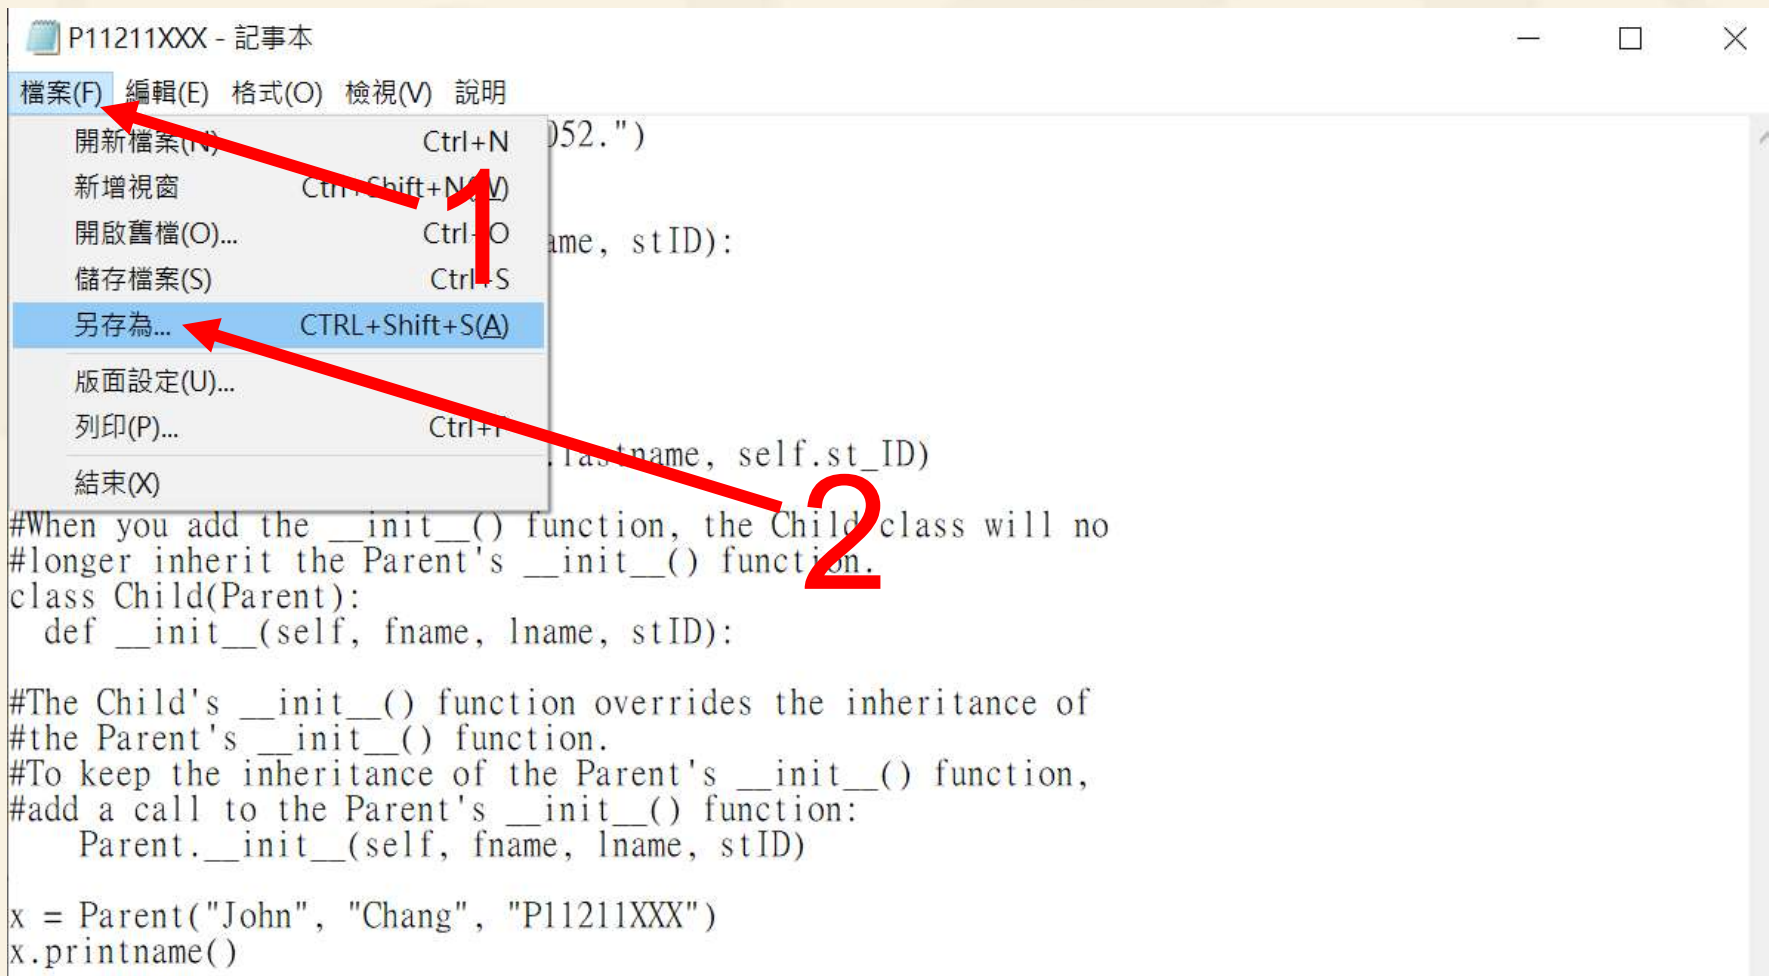 P11211XXX - 記事本
檔案(F) 編輯(E) 格式(O) 檢視(V) 說明
開新檔案(N) Ctrl+N
新增視窗 Ctrl+Shift+N(W)
開啟舊檔(O)... Ctrl+O
儲存檔案(S) Ctrl+S
另存為... CTRL+Shift+S(A)
版面設定(U)...
列印(P)... Ctrl+P
結束(X)
1
2
052.")
ame, stID):
.lastname, self.st_ID)
#When you add the __init__() function, the Child class will no
#longer inherit the Parent's __init__() function.
class Child(Parent):
def __init__(self, fname, lname, stID):
#The Child's __init__() function overrides the inheritance of
#the Parent's __init__() function.
#To keep the inheritance of the Parent's __init__() function,
#add a call to the Parent's __init__() function:
Parent.__init__(self, fname, lname, stID)
x = Parent("John", "Chang", "P11211XXX")
x.printname()